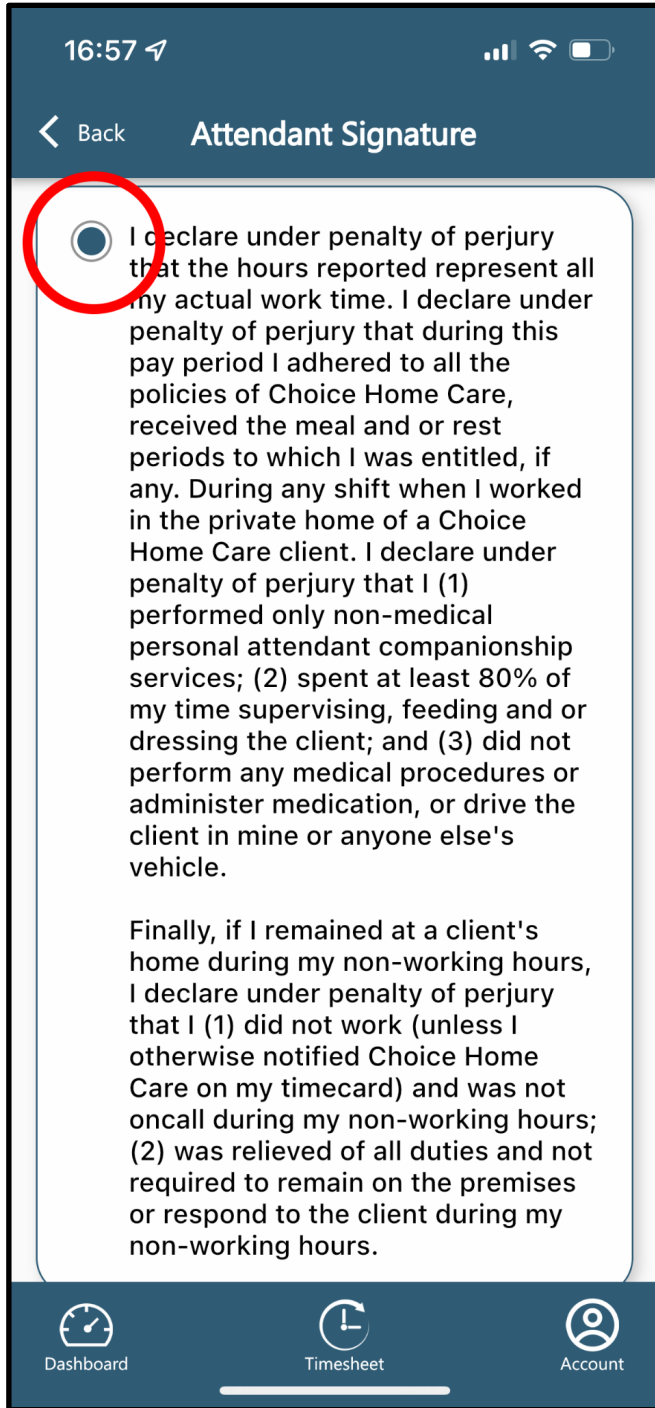 16:57
Back Attendant Signature
I declare under penalty of perjury
that the hours reported represent all
my actual work time. I declare under
penalty of perjury that during this
pay period I adhered to all the
policies of Choice Home Care,
received the meal and or rest
periods to which I was entitled, if
any. During any shift when I worked
in the private home of a Choice
Home Care client. I declare under
penalty of perjury that I (1)
performed only non-medical
personal attendant companionship
services; (2) spent at least 80% of
my time supervising, feeding and or
dressing the client; and (3) did not
perform any medical procedures or
administer medication, or drive the
client in mine or anyone else's
vehicle.
Finally, if I remained at a client's
home during my non-working hours,
I declare under penalty of perjury
that I (1) did not work (unless I
otherwise notified Choice Home
Care on my timecard) and was not
oncall during my non-working hours;
(2) was relieved of all duties and not
required to remain on the premises
or respond to the client during my
non-working hours.
Dashboard Timesheet Account